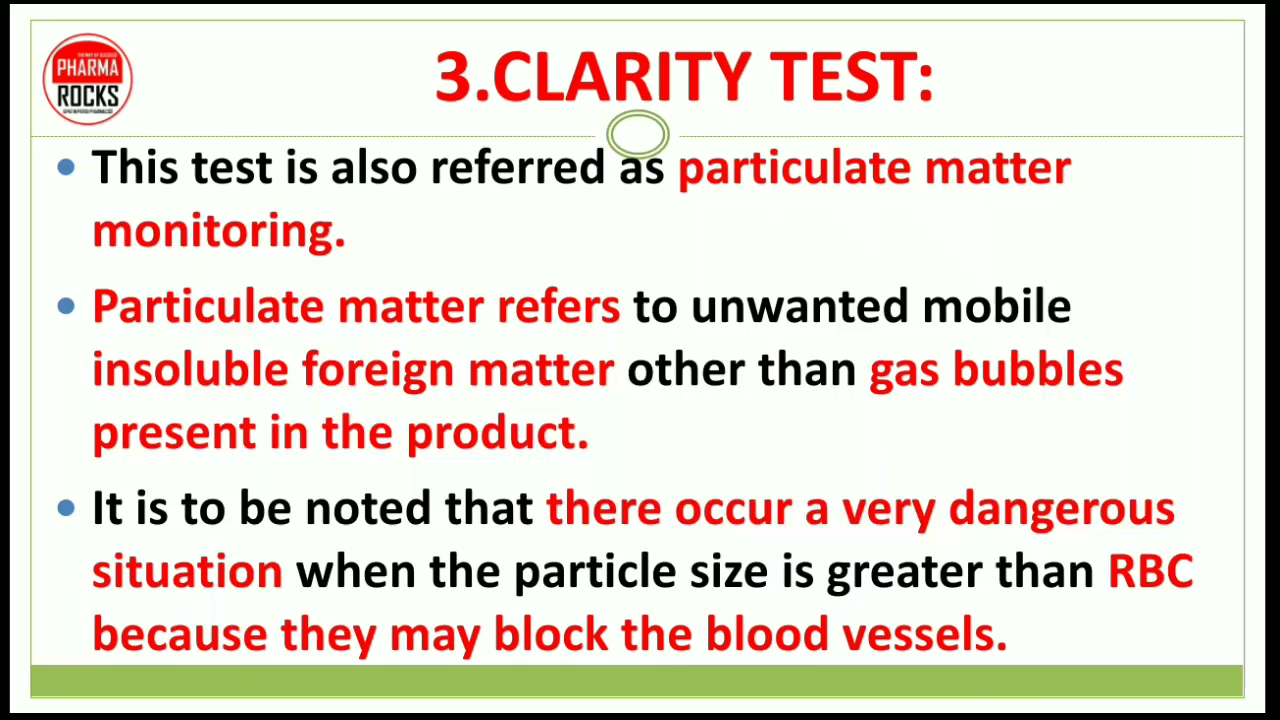 PHARMA
ROCKS
3.CLARITY TEST:
• This test is also referred as particulate matter
monitoring.
• Particulate matter refers to unwanted mobile
insoluble foreign matter other than gas bubbles
present in the product.
• It is to be noted that there occur a very dangerous
situation when the particle size is greater than RBC
because they may block the blood vessels.